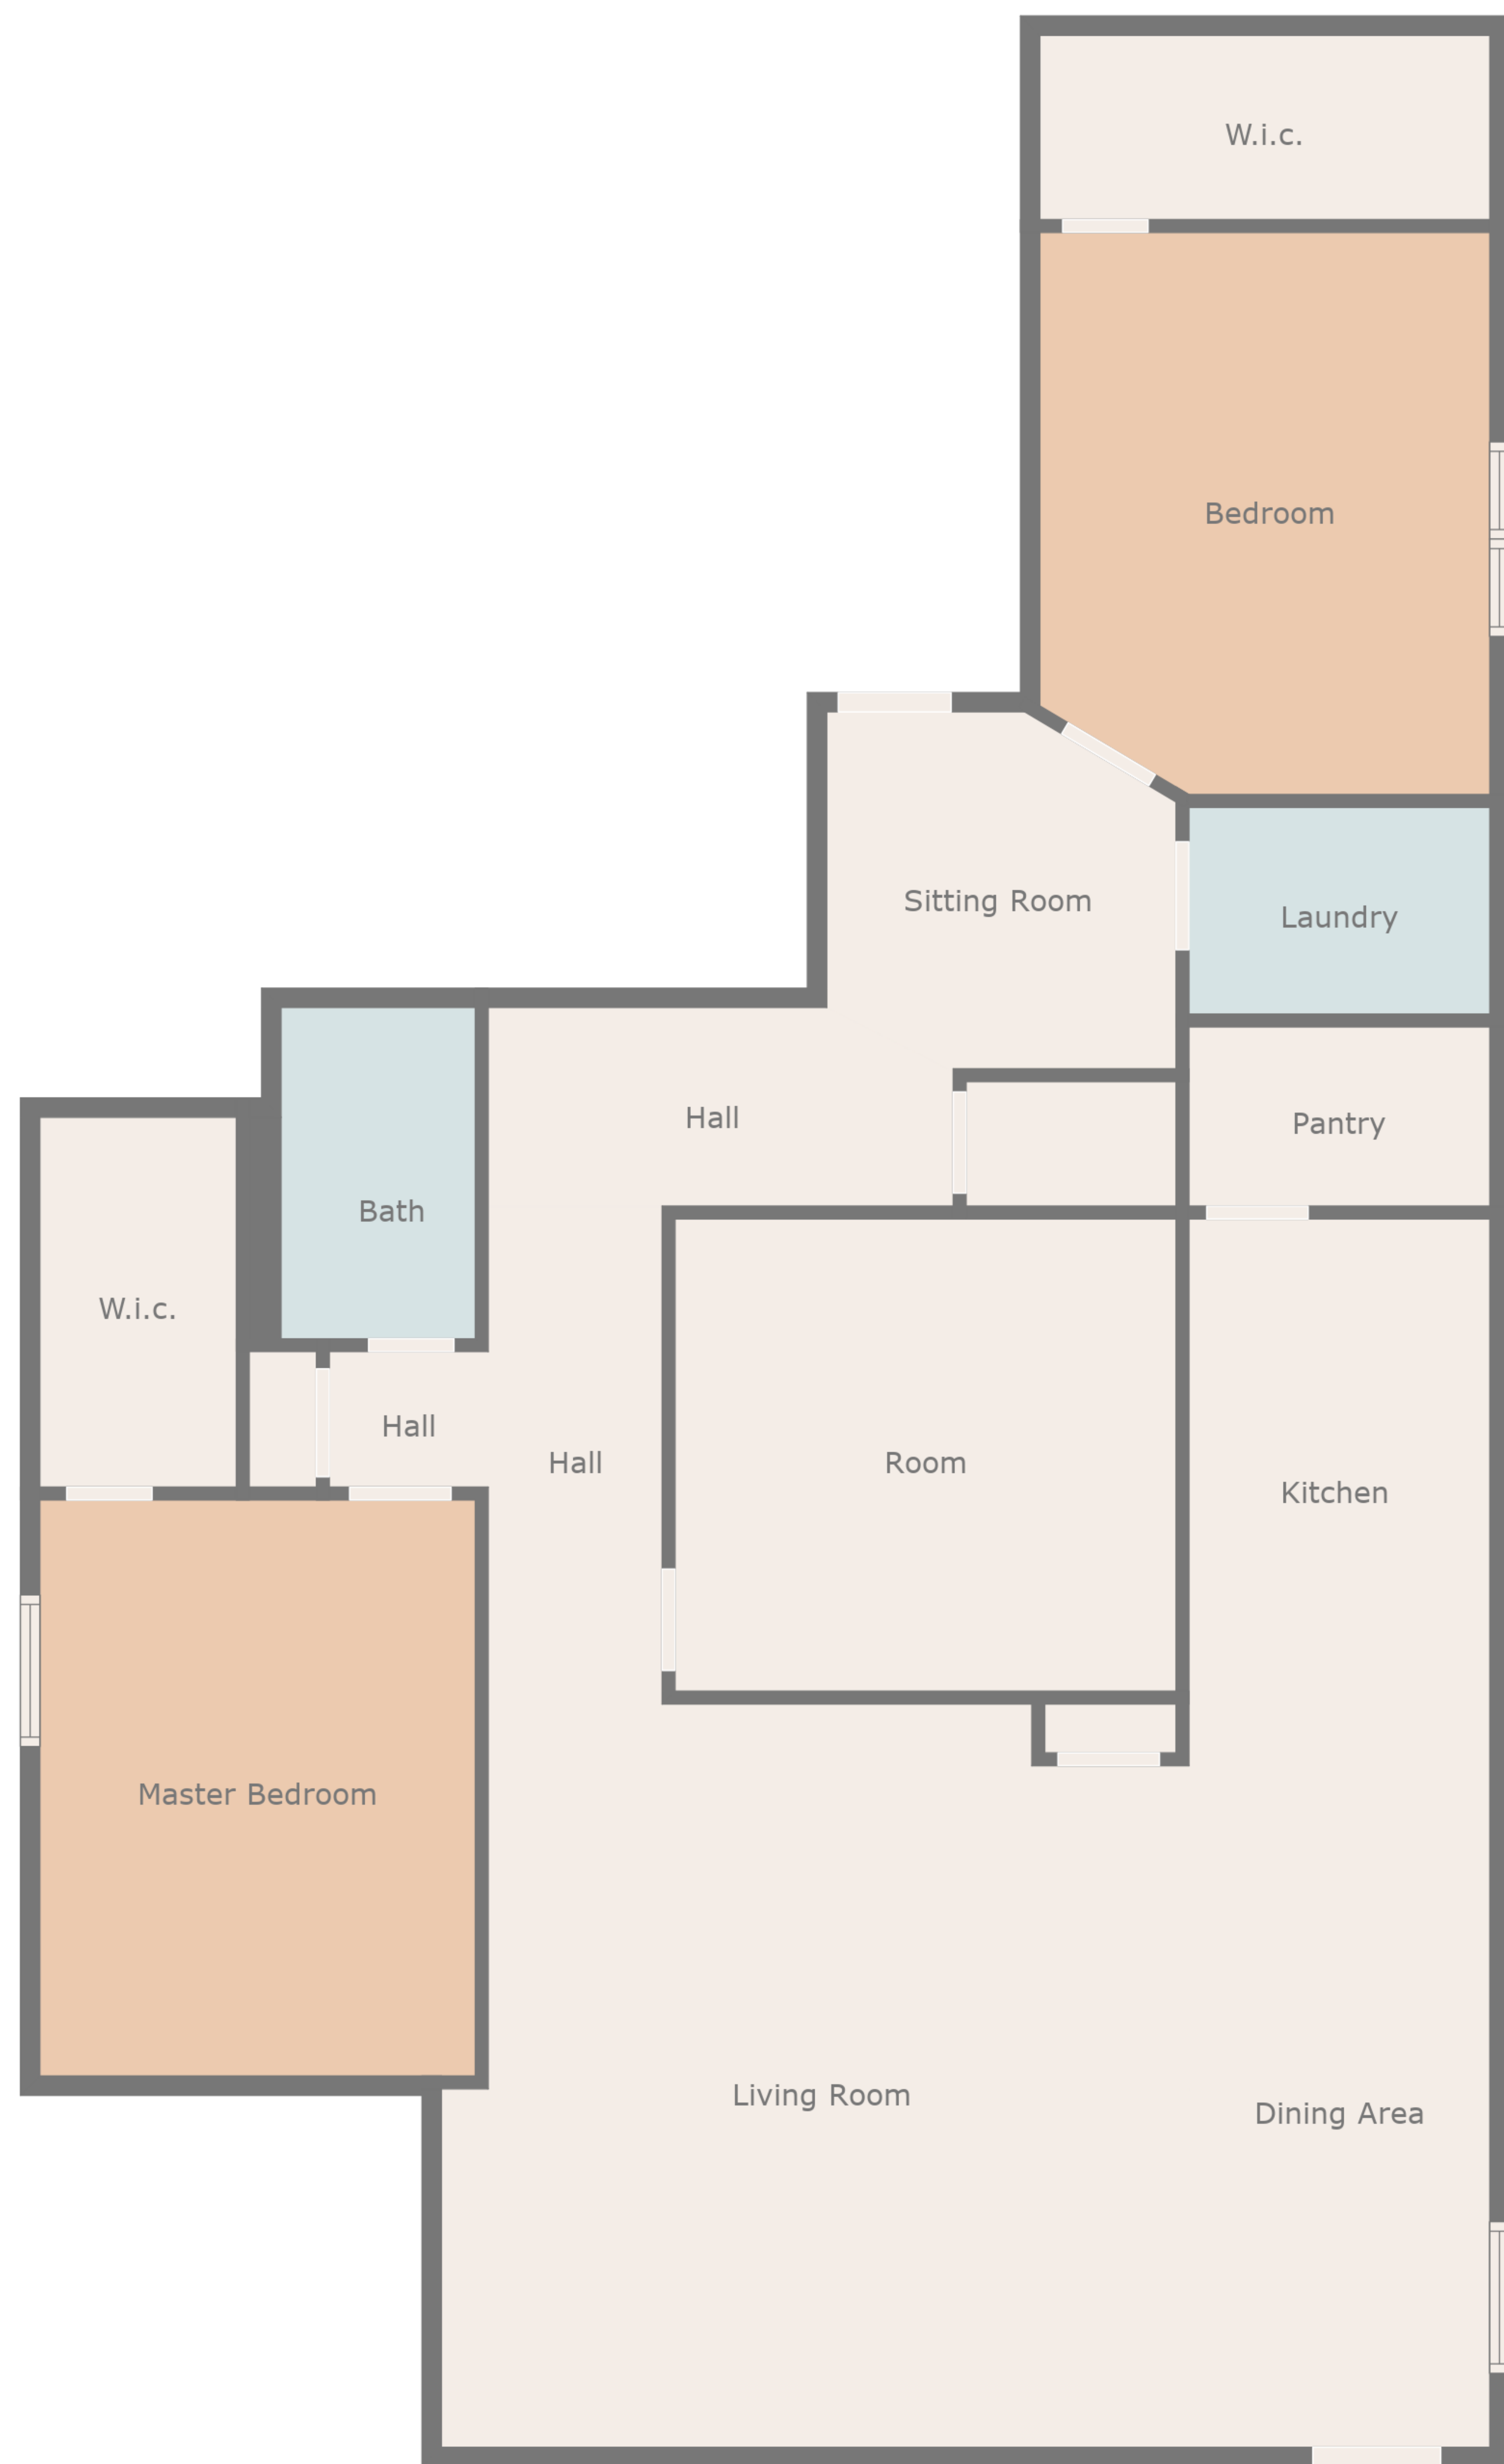 W.i.c.
Bedroom
Sitting Room
Laundry
Hall
Pantry
Bath
W.i.c.
Hall
Hall
Room
Kitchen
Master Bedroom
Living Room
Dining Area